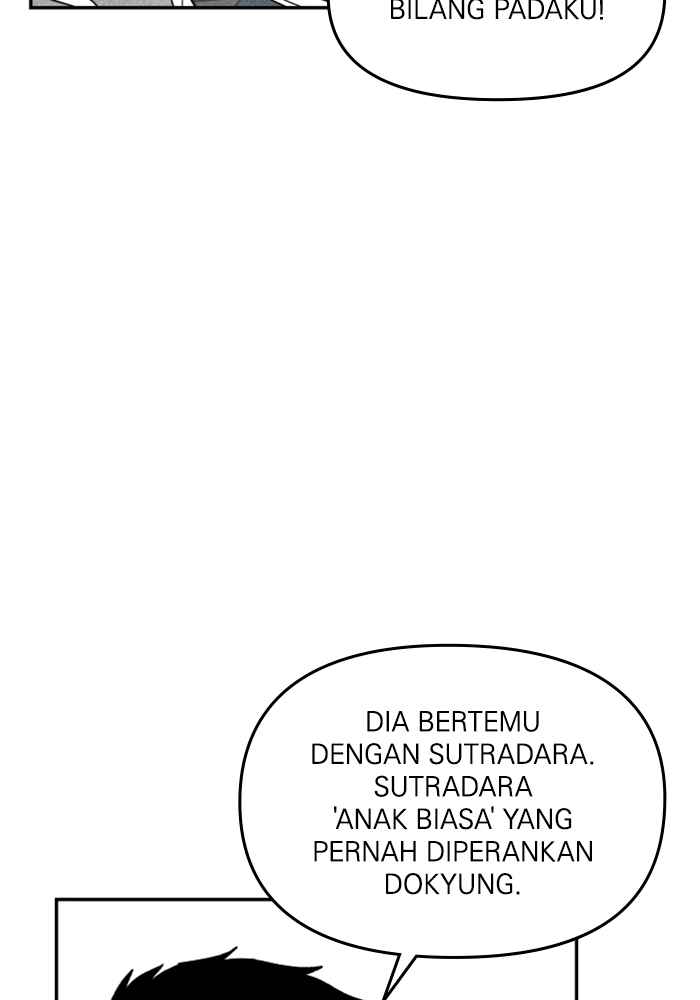 BILANG PADAKU!
DIA BERTEMU
DENGAN SUTRADARA.
SUTRADARA
'ANAK BIASA' YANG
PERNAH DIPERANKAN
DOKYUNG.